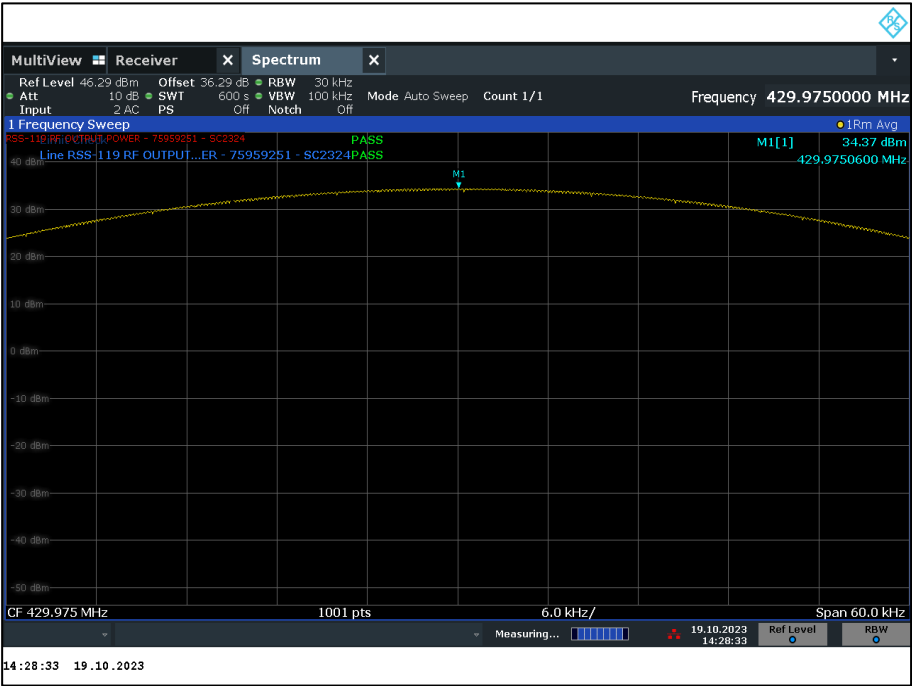 MultiView Receiver X Spectrum X
Ref Level 46.29 dBm Offset 36.29 dB RBW 30 kHz
Att 10 dB SWT 600 s VBW 100 kHz Mode Auto Sweep Count 1/1 Frequency 429.9750000 MHz
Input 2 AC PS Off Notch Off
1 Frequency Sweep 1Rm Avg
RSS-119 RF OUTPUT POWER - 75959251 - SC2324 PASS M1[1] 34.37 dBm
Line RSS-119 RF OUTPUT...ER - 75959251 - SC2324 PASS 429.9750600 MHz
40 dBm
M1
30 dBm
20 dBm
10 dBm
0 dBm
-10 dBm
-20 dBm
-30 dBm
-40 dBm
-50 dBm
CF 429.975 MHz 1001 pts 6.0 kHz/ Span 60.0 kHz
Measuring... 19.10.2023 Ref Level RBW
14:28:33
14:28:33 19.10.2023